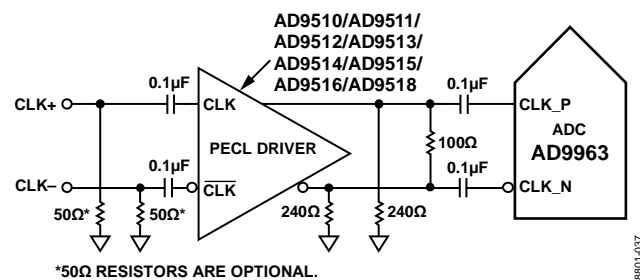 AD9510/AD9511/
AD9512/AD9513/
AD9514/AD9515/
AD9516/AD9518
0.1µF
0.1µF
CLK+
CLK
CLK_P
ADC
AD9963
100Ω
PECL DRIVER
0.1µF
0.1µF
CLK–
CLK
CLK_N
50Ω*
50Ω*
240Ω
240Ω
*50Ω RESISTORS ARE OPTIONAL.